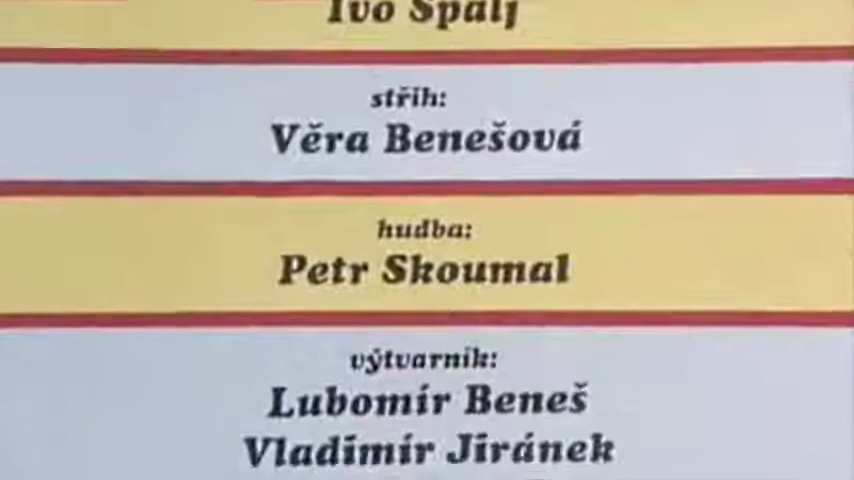 Ivo Špalj
střih:
Věra Benešová
hudba:
Petr Skoumal
výtvarník:
Lubomír Beneš
Vladimír Jiránek